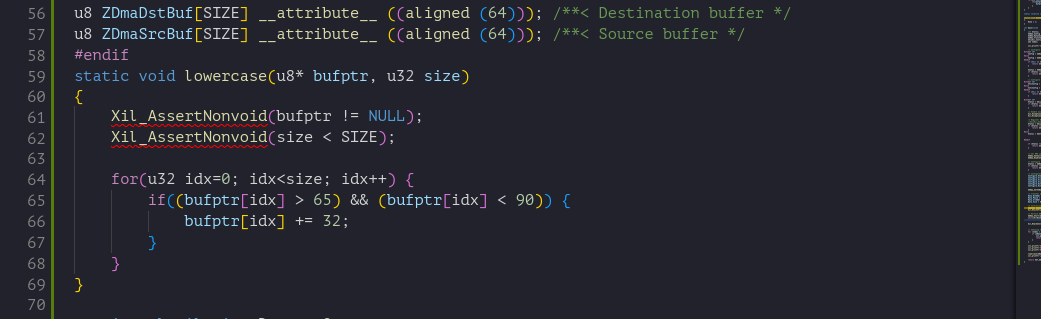 56 u8 ZDmaDstBuf[SIZE] __attribute__ ((aligned (64))); /**< Destination buffer */
57 u8 ZDmaSrcBuf[SIZE] __attribute__ ((aligned (64))); /**< Source buffer */
58 #endif
59 static void lowercase(u8* bufptr, u32 size)
60 {
61     Xil_AssertNonvoid(bufptr != NULL);
62     Xil_AssertNonvoid(size < SIZE);
63
64     for(u32 idx=0; idx<size; idx++) {
65         if((bufptr[idx] > 65) && (bufptr[idx] < 90)) {
66             bufptr[idx] += 32;
67         }
68     }
69 }
70